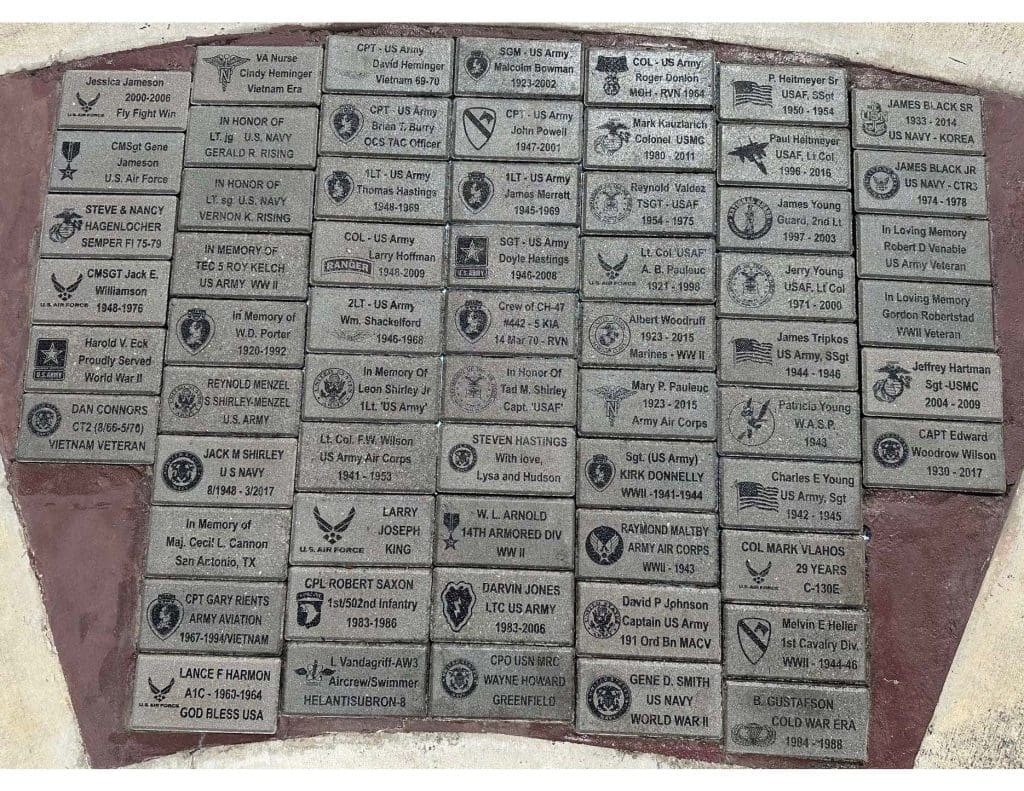 Jessica Jameson
2000-2006
U.S. AIR FORCE
Fly Fight Win
CMSgt Gene
Jameson
U.S. Air Force
STEVE & NANCY
HAGENLOCHER
SEMPER FI 75-79
CMSGT Jack E.
Williamson
U.S. AIR FORCE
1948-1976
Harold V. Eck
Proudly Served
U.S. ARMY
World War II
DAN CONNORS
CT2 (8/66-5/70)
VIETNAM VETERAN
VA Nurse
Cindy Heminger
Vietnam Era
IN HONOR OF
LT. jg U.S. NAVY
GERALD R. RISING
IN HONOR OF
LT. sg. U.S. NAVY
VERNON K. RISING
IN MEMORY OF
TEC 5 ROY KELCH
US ARMY WW II
In Memory of
W.D. Porter
1920-1992
REYNOLD MENZEL
S SHIRLEY-MENZEL
U.S. ARMY
JACK M SHIRLEY
U S NAVY
8/1948 - 3/2017
In Memory of
Maj. Cecil L. Cannon
San Antonio, TX
CPT GARY RIENTS
ARMY AVIATION
1967-1994/VIETNAM
LANCE F HARMON
A1C - 1960-1964
U.S. AIR FORCE
GOD BLESS USA
CPT - US Army
David Heminger
Vietnam 69-70
CPT - US Army
Brian T. Burry
OCS TAC Officer
1LT - US Army
Thomas Hastings
1948-1969
COL - US Army
Larry Hoffman
RANGER
1948-2009
2LT - US Army
Wm. Shackelford
1946-1968
In Memory Of
Leon Shirley Jr
1Lt. 'US Army'
Lt. Col. F.W. Wilson
US Army Air Corps
1941 - 1953
LARRY
JOSEPH
U.S. AIR FORCE
KING
CPL ROBERT SAXON
1st/502nd Infantry
1983-1986
L Vandagriff-AW3
Aircrew/Swimmer
HELANTISUBRON-8
SGM - US Army
Malcolm Bowman
1923-2002
CPT - US Army
John Powell
1947-2001
1LT - US Army
James Merrett
1945-1969
SGT - US Army
Doyle Hastings
U.S. ARMY
1946-2008
Crew of CH-47
#442 - 5 KIA
14 Mar 70 - RVN
In Honor Of
Tad M. Shirley
Capt. 'USAF'
STEVEN HASTINGS
With love,
Lysa and Hudson
W. L. ARNOLD
14TH ARMORED DIV
WW II
DARVIN JONES
LTC US ARMY
1983-2006
CPO USN MRC
WAYNE HOWARD
GREENFIELD
COL - US Army
Roger Donlon
MOH - RVN 1964
Mark Kauzlarich
Colonel USMC
1980 - 2011
Reynold Valdez
TSGT - USAF
1954 - 1975
Lt. Col USAF
A. B. Pauleuc
U.S. AIR FORCE
1921 - 1998
Albert Woodruff
1923 - 2015
Marines - WW II
Mary P. Pauleuc
1923 - 2015
Army Air Corps
Sgt. (US Army)
KIRK DONNELLY
WWII - 1941-1944
RAYMOND MALTBY
ARMY AIR CORPS
WWII - 1943
David P Johnson
Captain US Army
191 Ord Bn MACV
GENE D. SMITH
US NAVY
WORLD WAR II
P. Heitmeyer Sr
USAF, SSgt
1950 - 1954
Paul Heitmeyer
USAF, Lt Col
1996 - 2016
James Young
Guard, 2nd Lt
1997 - 2003
Jerry Young
USAF, Lt Col
1971 - 2000
James Tripkos
US Army, SSgt
1944 - 1946
Patricia Young
W.A.S.P.
1943
Charles E Young
US Army, Sgt
1942 - 1945
COL MARK VLAHOS
29 YEARS
U.S. AIR FORCE
C-130E
Melvin E Heller
1st Cavalry Div.
WWII - 1944-46
B. GUSTAFSON
COLD WAR ERA
1984 - 1988
JAMES BLACK SR
1933 - 2014
US NAVY - KOREA
JAMES BLACK JR
US NAVY - CTR3
1974 - 1978
In Loving Memory
Robert D Venable
US Army Veteran
In Loving Memory
Gordon Robertstad
WWII Veteran
Jeffrey Hartman
Sgt -USMC
2004 - 2009
CAPT Edward
Woodrow Wilson
1930 - 2017